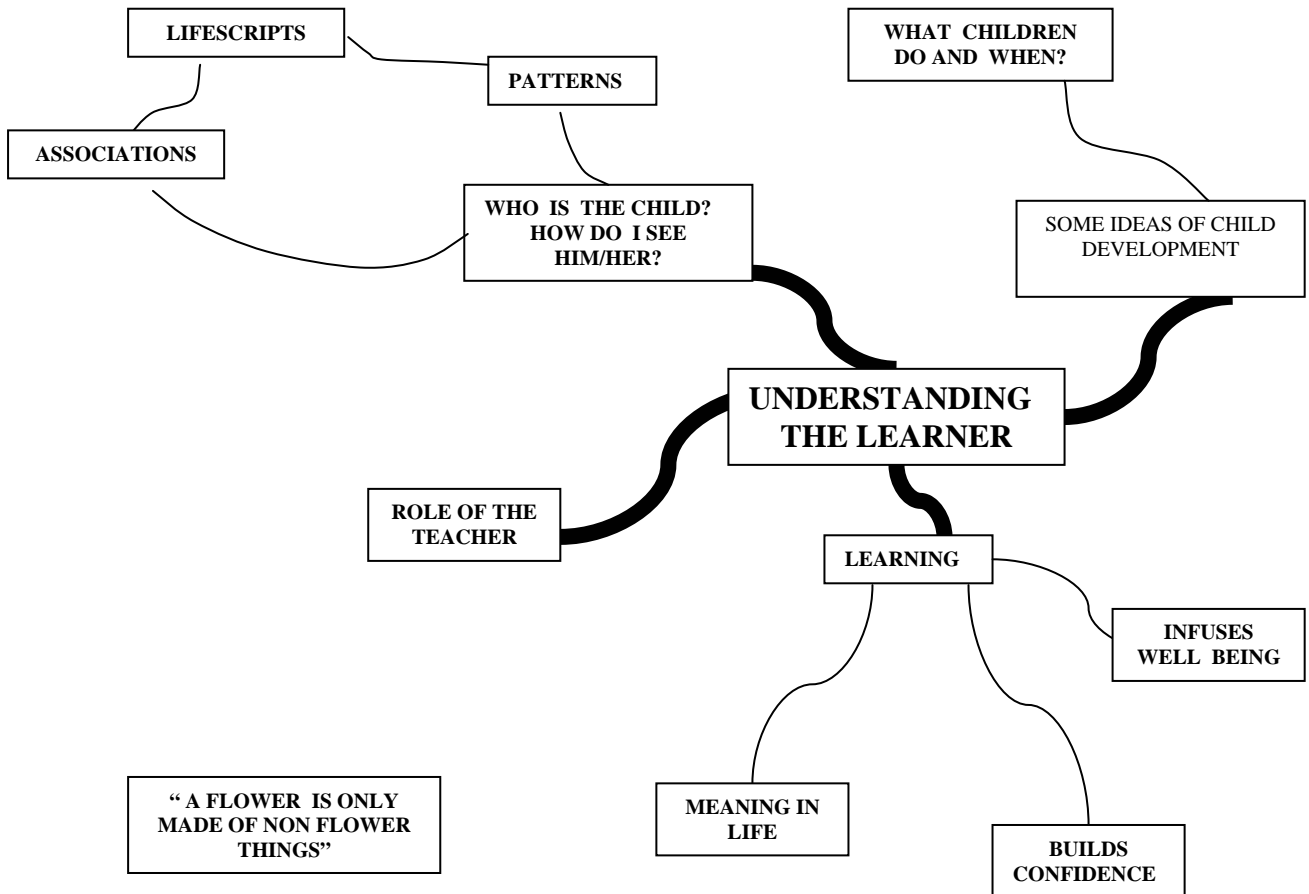 LIFESCRIPTS
WHAT CHILDREN
DO AND WHEN?
PATTERNS
ASSOCIATIONS
WHO IS THE CHILD?
HOW DO I SEE
HIM/HER?
SOME IDEAS OF CHILD
DEVELOPMENT
UNDERSTANDING
THE LEARNER
ROLE OF THE
TEACHER
LEARNING
INFUSES
WELL BEING
“ A FLOWER IS ONLY
MADE OF NON FLOWER
THINGS”
MEANING IN
LIFE
BUILDS
CONFIDENCE